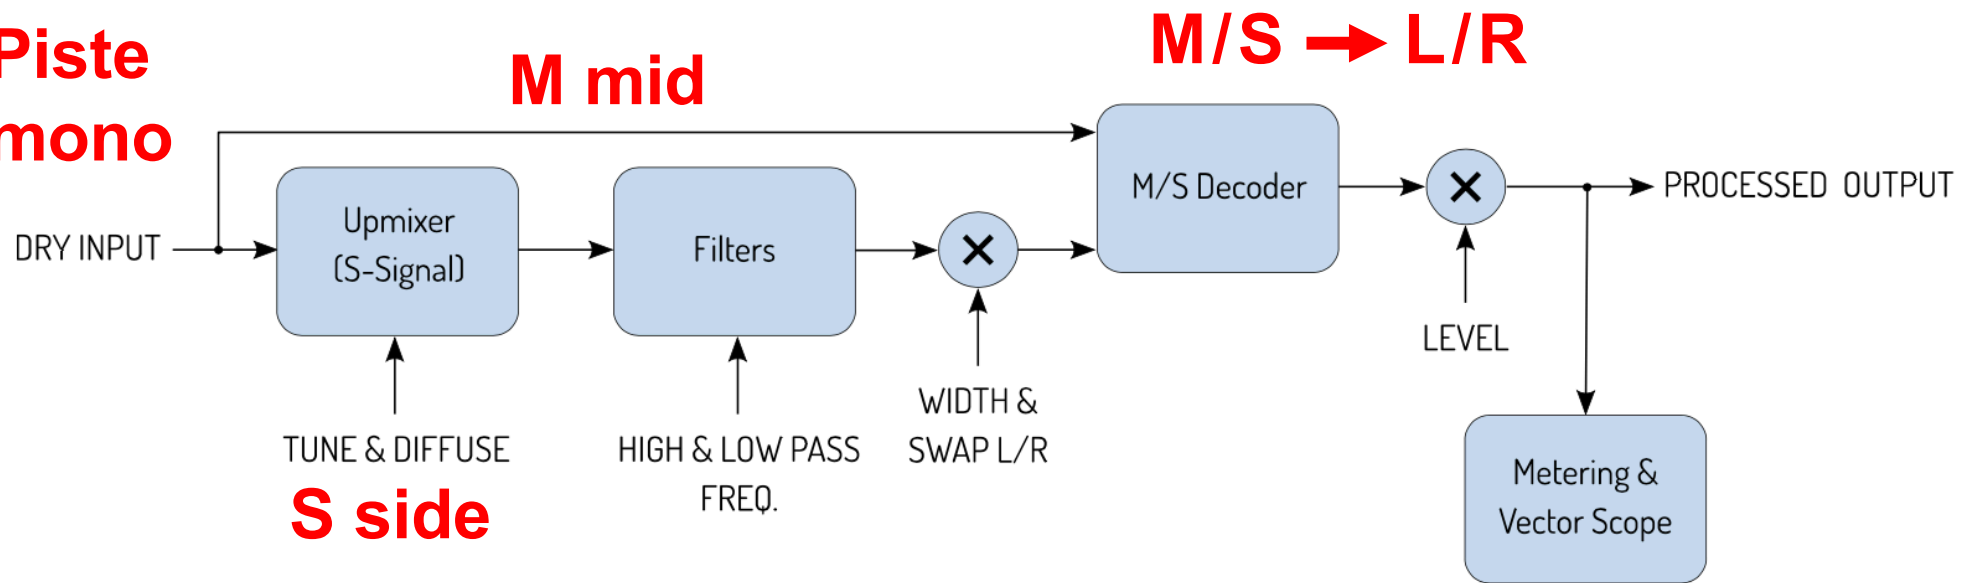 Piste
mono
M mid
M/S → L/R
DRY INPUT
Upmixer
(S-Signal)
Filters
M/S Decoder
PROCESSED OUTPUT
TUNE & DIFFUSE
S side
HIGH & LOW PASS
FREQ.
WIDTH &
SWAP L/R
LEVEL
Metering &
Vector Scope